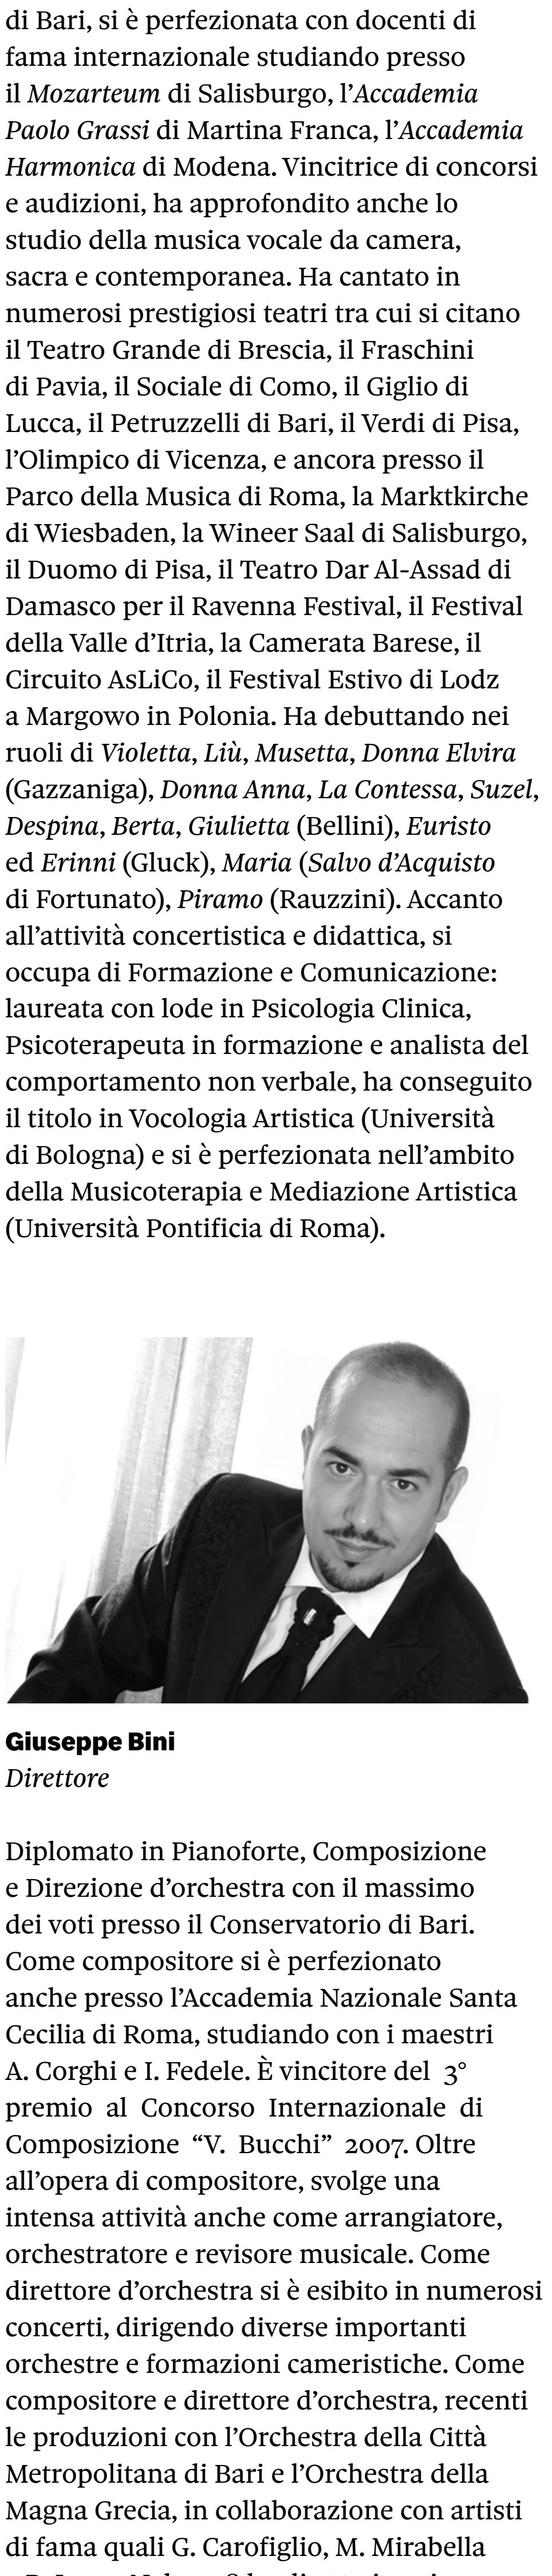 di Bari, si è perfezionata con docenti di
fama internazionale studiando presso
il Mozarteum di Salisburgo, l’Accademia
Paolo Grassi di Martina Franca, l’Accademia
Harmonica di Modena. Vincitrice di concorsi
e audizioni, ha approfondito anche lo
studio della musica vocale da camera,
sacra e contemporanea. Ha cantato in
numerosi prestigiosi teatri tra cui si citano
il Teatro Grande di Brescia, il Fraschini
di Pavia, il Sociale di Como, il Giglio di
Lucca, il Petruzzelli di Bari, il Verdi di Pisa,
l’Olimpico di Vicenza, e ancora presso il
Parco della Musica di Roma, la Marktkirche
di Wiesbaden, la Wineer Saal di Salisburgo,
il Duomo di Pisa, il Teatro Dar Al-Assad di
Damasco per il Ravenna Festival, il Festival
della Valle d’Itria, la Camerata Barese, il
Circuito AsLiCo, il Festival Estivo di Lodz
a Margowo in Polonia. Ha debuttando nei
ruoli di Violetta, Liù, Musetta, Donna Elvira
(Gazzaniga), Donna Anna, La Contessa, Suzel,
Despina, Berta, Giulietta (Bellini), Euristo
ed Erinni (Gluck), Maria (Salvo d’Acquisto
di Fortunato), Piramo (Rauzzini). Accanto
all’attività concertistica e didattica, si
occupa di Formazione e Comunicazione:
laureata con lode in Psicologia Clinica,
Psicoterapeuta in formazione e analista del
comportamento non verbale, ha conseguito
il titolo in Vocologia Artistica (Università
di Bologna) e si è perfezionata nell’ambito
della Musicoterapia e Mediazione Artistica
(Università Pontificia di Roma).
Giuseppe Bini
Direttore
Diplomato in Pianoforte, Composizione
e Direzione d’orchestra con il massimo
dei voti presso il Conservatorio di Bari.
Come compositore si è perfezionato
anche presso l’Accademia Nazionale Santa
Cecilia di Roma, studiando con i maestri
A. Corghi e I. Fedele. È vincitore del 3°
premio al Concorso Internazionale di
Composizione “V. Bucchi” 2007. Oltre
all’opera di compositore, svolge una
intensa attività anche come arrangiatore,
orchestratore e revisore musicale. Come
direttore d’orchestra si è esibito in numerosi
concerti, dirigendo diverse importanti
orchestre e formazioni cameristiche. Come
compositore e direttore d’orchestra, recenti
le produzioni con l’Orchestra della Città
Metropolitana di Bari e l’Orchestra della
Magna Grecia, in collaborazione con artisti
di fama quali G. Carofiglio, M. Mirabella